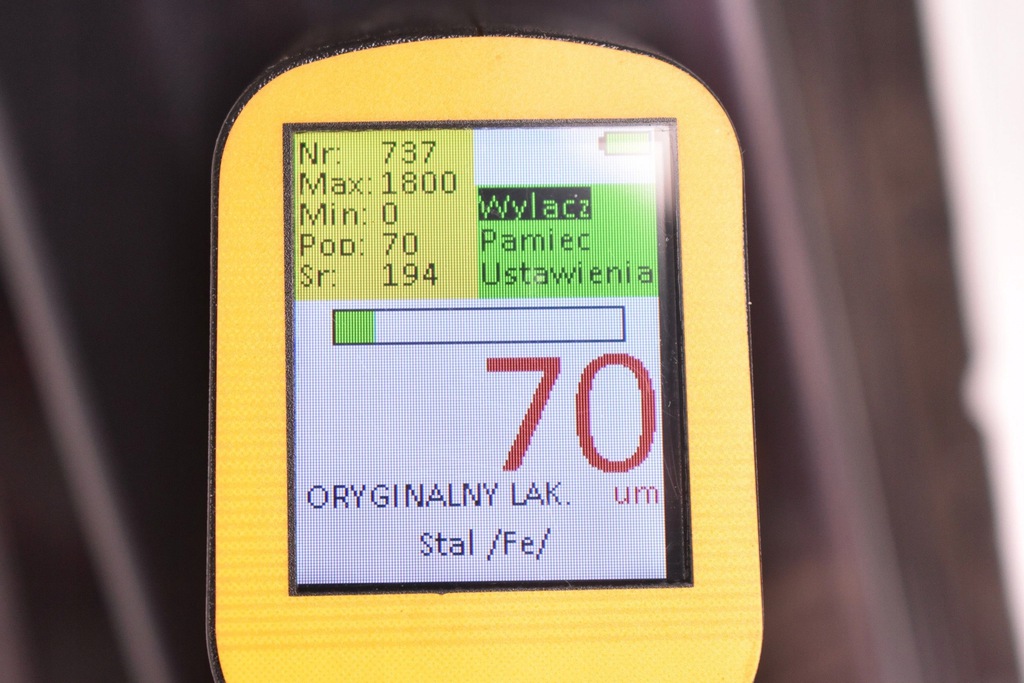 Nr: 737
Max: 1800
Min: 0
Pop: 70
Sr: 194
Wylacz
Pamiec
Ustawienia
70
ORYGINALNY LAK. um
Stal /Fe/